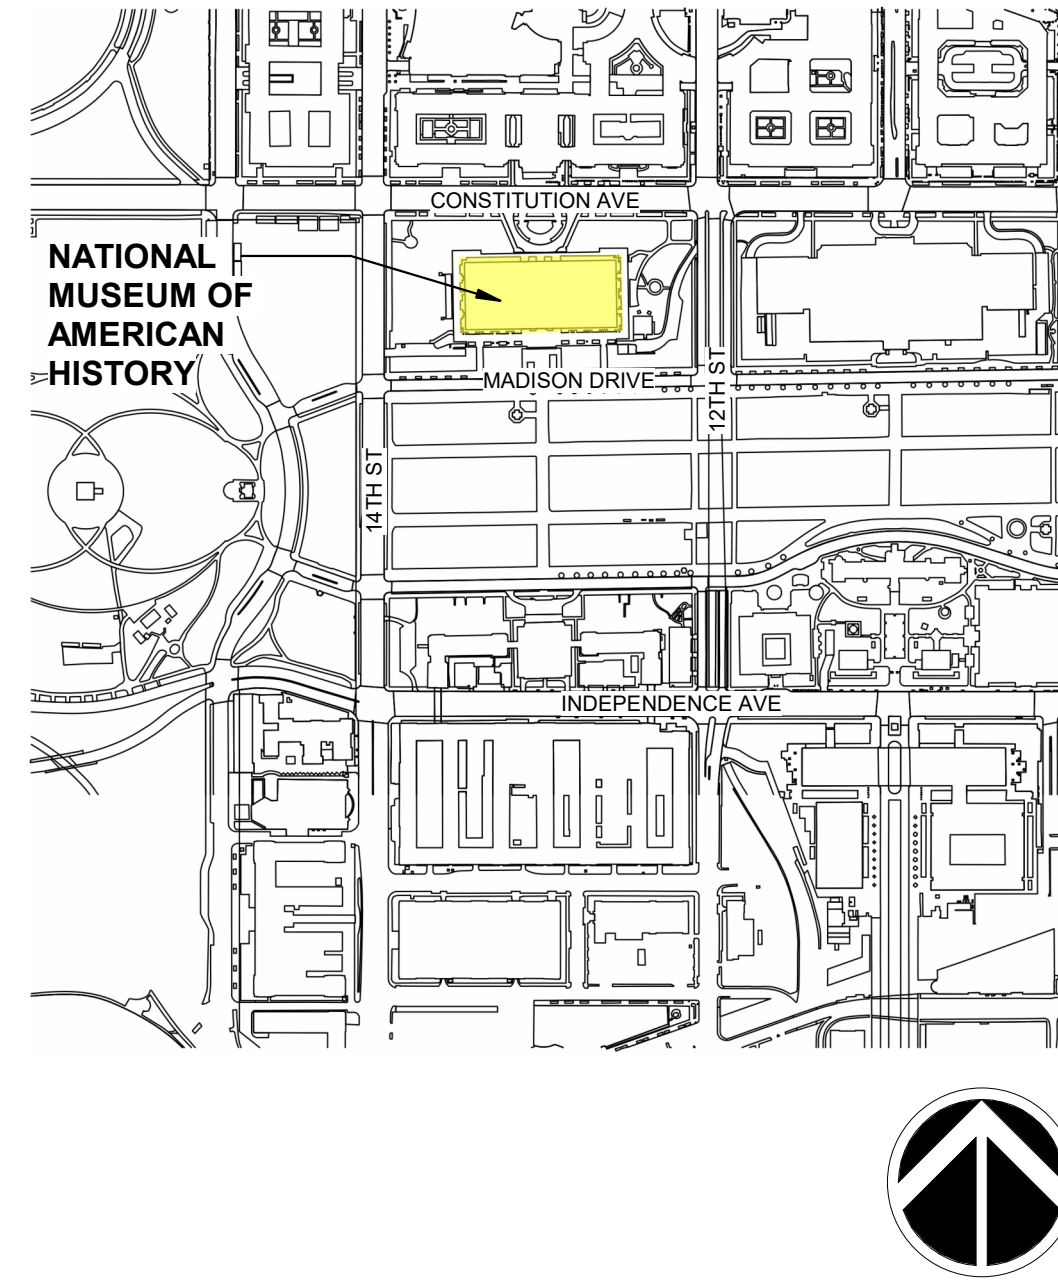 CONSTITUTION AVE
NATIONAL
MUSEUM OF
AMERICAN
HISTORY
MADISON DRIVE
12TH ST
14TH ST
INDEPENDENCE AVE